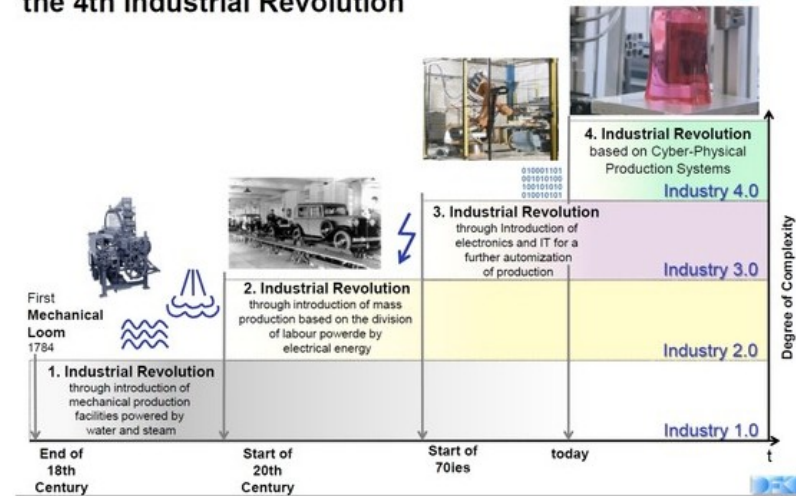 the 4th Industrial Revolution
010001101
001010100
100101010
010010101
4. Industrial Revolution
based on Cyber-Physical
Production Systems
Industry 4.0
3. Industrial Revolution
through Introduction of
electronics and IT for a
further automization
of production
Industry 3.0
2. Industrial Revolution
through introduction of mass
production based on the division
of labour powerde by
electrical energy
Industry 2.0
First
Mechanical
Loom
1784
1. Industrial Revolution
through introduction of
mechanical production
facilities powered by
water and steam
Industry 1.0
Degree of Complexity
End of
18th
Century
Start of
20th
Century
Start of
70ies
today
t